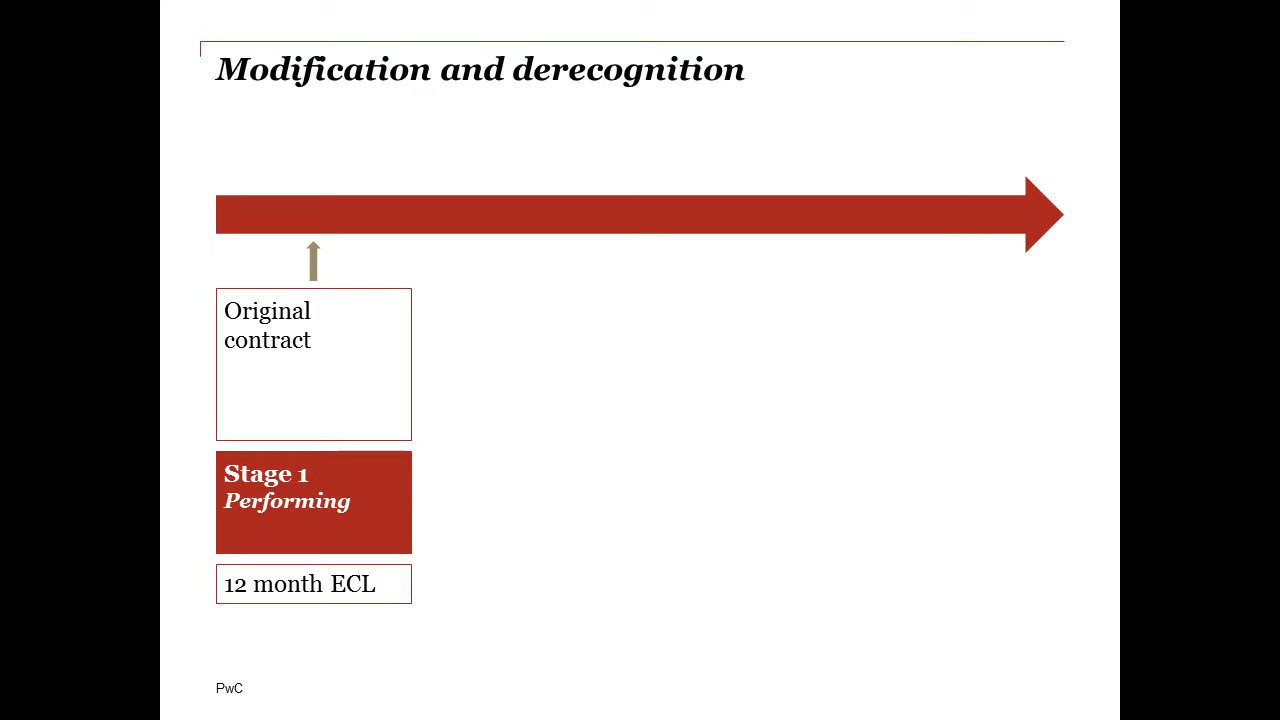 Modification and derecognition
Original
contract
Stage 1
Performing
12 month ECL
PwC